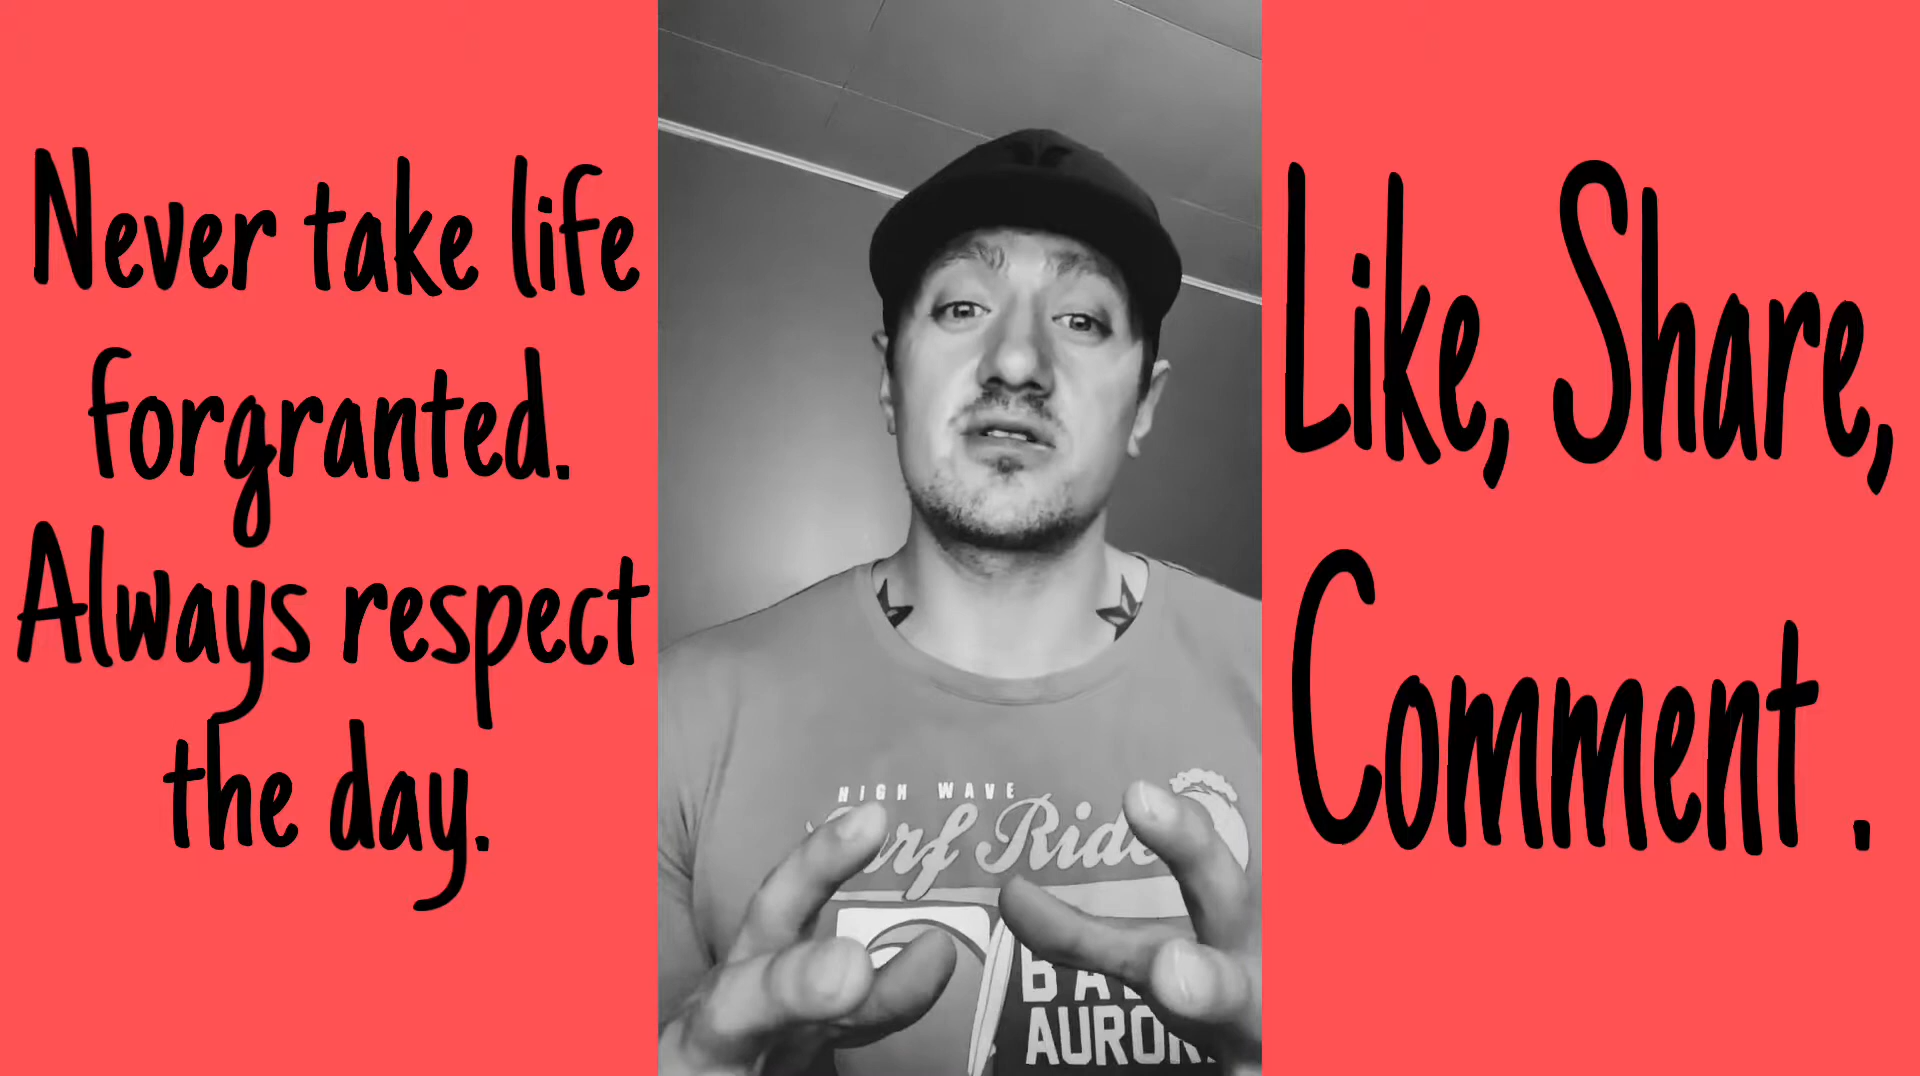 Never take life
forgranted.
Always respect
the day.
HIGH WAVE
AURO
Like, Share,
Comment .